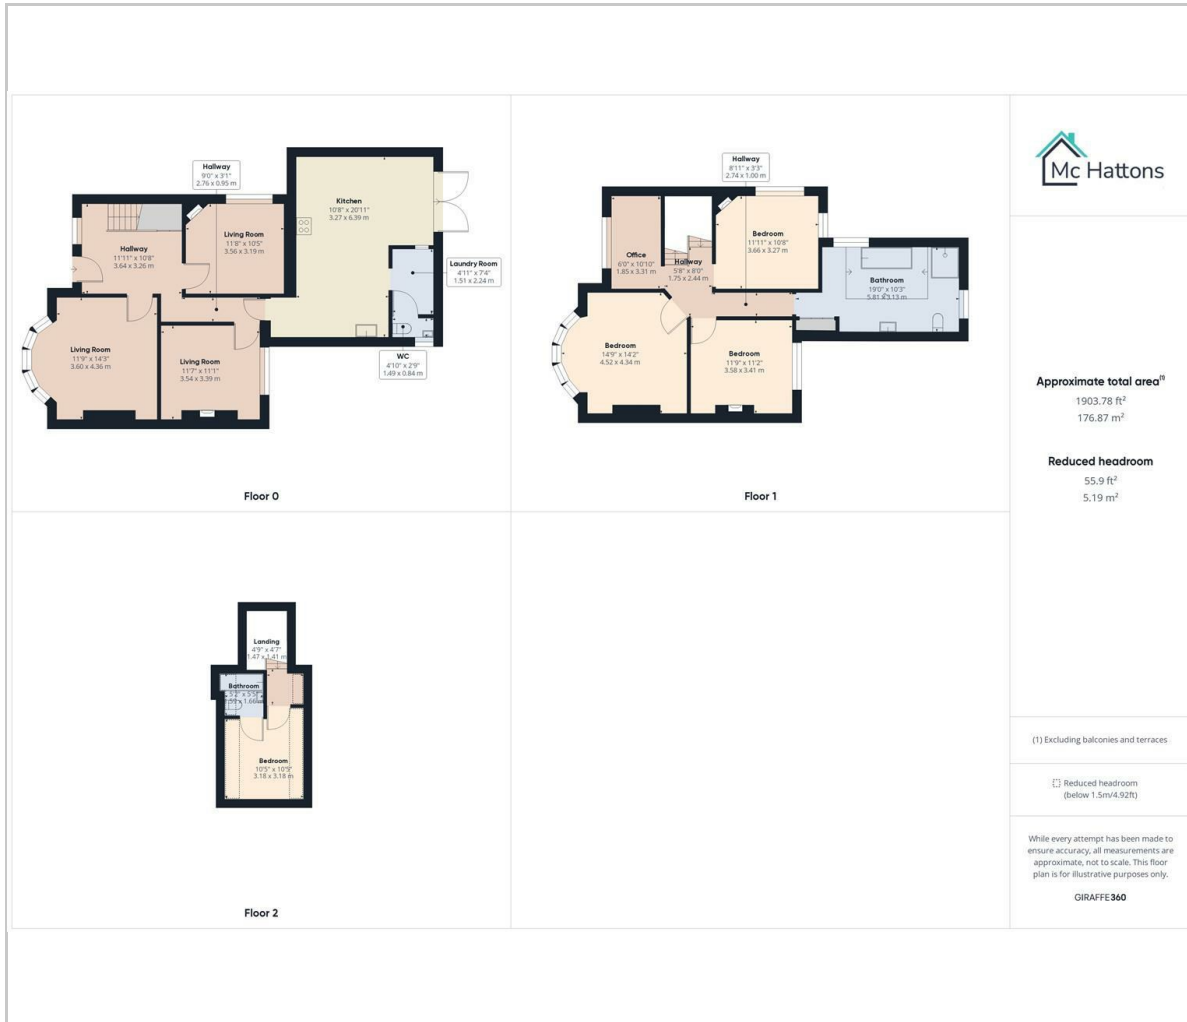 Hallway
9'0" x 3'1"
2.76 x 0.95 m
Kitchen
10'8" x 20'11"
3.27 x 6.39 m
Living Room
11'8" x 10'5"
3.56 x 3.19 m
Hallway
11'11" x 10'8"
3.64 x 3.26 m
Laundry Room
4'11" x 7'4"
1.51 x 2.24 m
Living Room
11'9" x 14'3"
3.60 x 4.36 m
Living Room
11'7" x 11'1"
3.54 x 3.39 m
WC
4'10" x 2'9"
1.49 x 0.84 m
Floor 0
Hallway
8'11" x 3'3"
2.74 x 1.00 m
Bedroom
11'11" x 10'8"
3.66 x 3.27 m
Office
6'0" x 10'10"
1.85 x 3.31 m
Hallway
5'8" x 8'0"
1.75 x 2.44 m
Bathroom
19'0" x 10'3"
5.81 x 3.13 m
Bedroom
14'9" x 14'2"
4.52 x 4.34 m
Bedroom
11'9" x 11'2"
3.58 x 3.41 m
Floor 1
Landing
4'9" x 4'7"
1.47 x 1.41 m
Bathroom
Bedroom
10'5" x 10'5"
3.18 x 3.18 m
Floor 2
Mc Hattons
Approximate total area(1)
1903.78 ft²
176.87 m²
Reduced headroom
55.9 ft²
5.19 m²
(1) Excluding balconies and terraces
Reduced headroom
(below 1.5m/4.92ft)
While every attempt has been made to
ensure accuracy, all measurements are
approximate, not to scale. This floor
plan is for illustrative purposes only.
GIRAFFE360